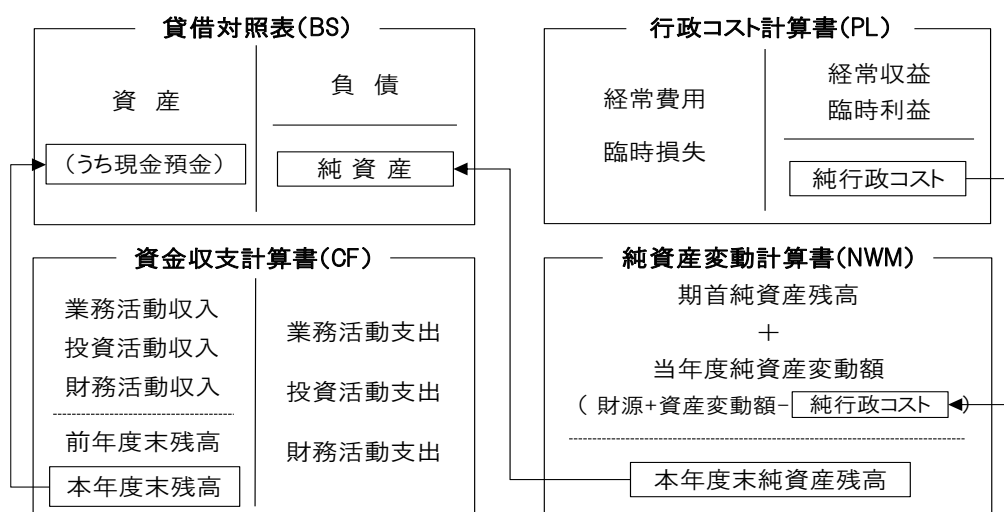 貸借対照表(BS)
資 産
(うち現金預金)
負 債
純 資 産
行政コスト計算書(PL)
経常費用
臨時損失
経常収益
臨時利益
純行政コスト
資金収支計算書(CF)
業務活動収入
投資活動収入
財務活動収入
前年度末残高
本年度末残高
業務活動支出
投資活動支出
財務活動支出
純資産変動計算書(NWM)
期首純資産残高
+
当年度純資産変動額
( 財源+資産変動額-純行政コスト )
本年度末純資産残高